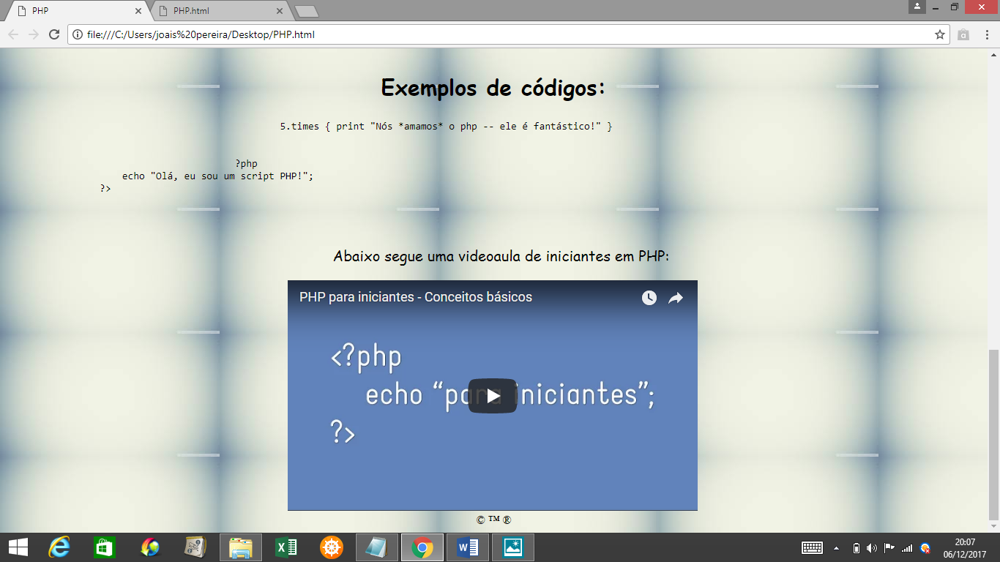 PHP
PHP.html
file:///C:/Users/joais%20pereira/Desktop/PHP.html
Exemplos de códigos:
5.times { print "Nós *amamos* o php -- ele é fantástico!" }
?php
echo "Olá, eu sou um script PHP!";
?>
Abaixo segue uma videoaula de iniciantes em PHP:
PHP para iniciantes - Conceitos básicos
<?php
echo “para iniciantes”;
?>
© ™ ®
20:07
06/12/2017